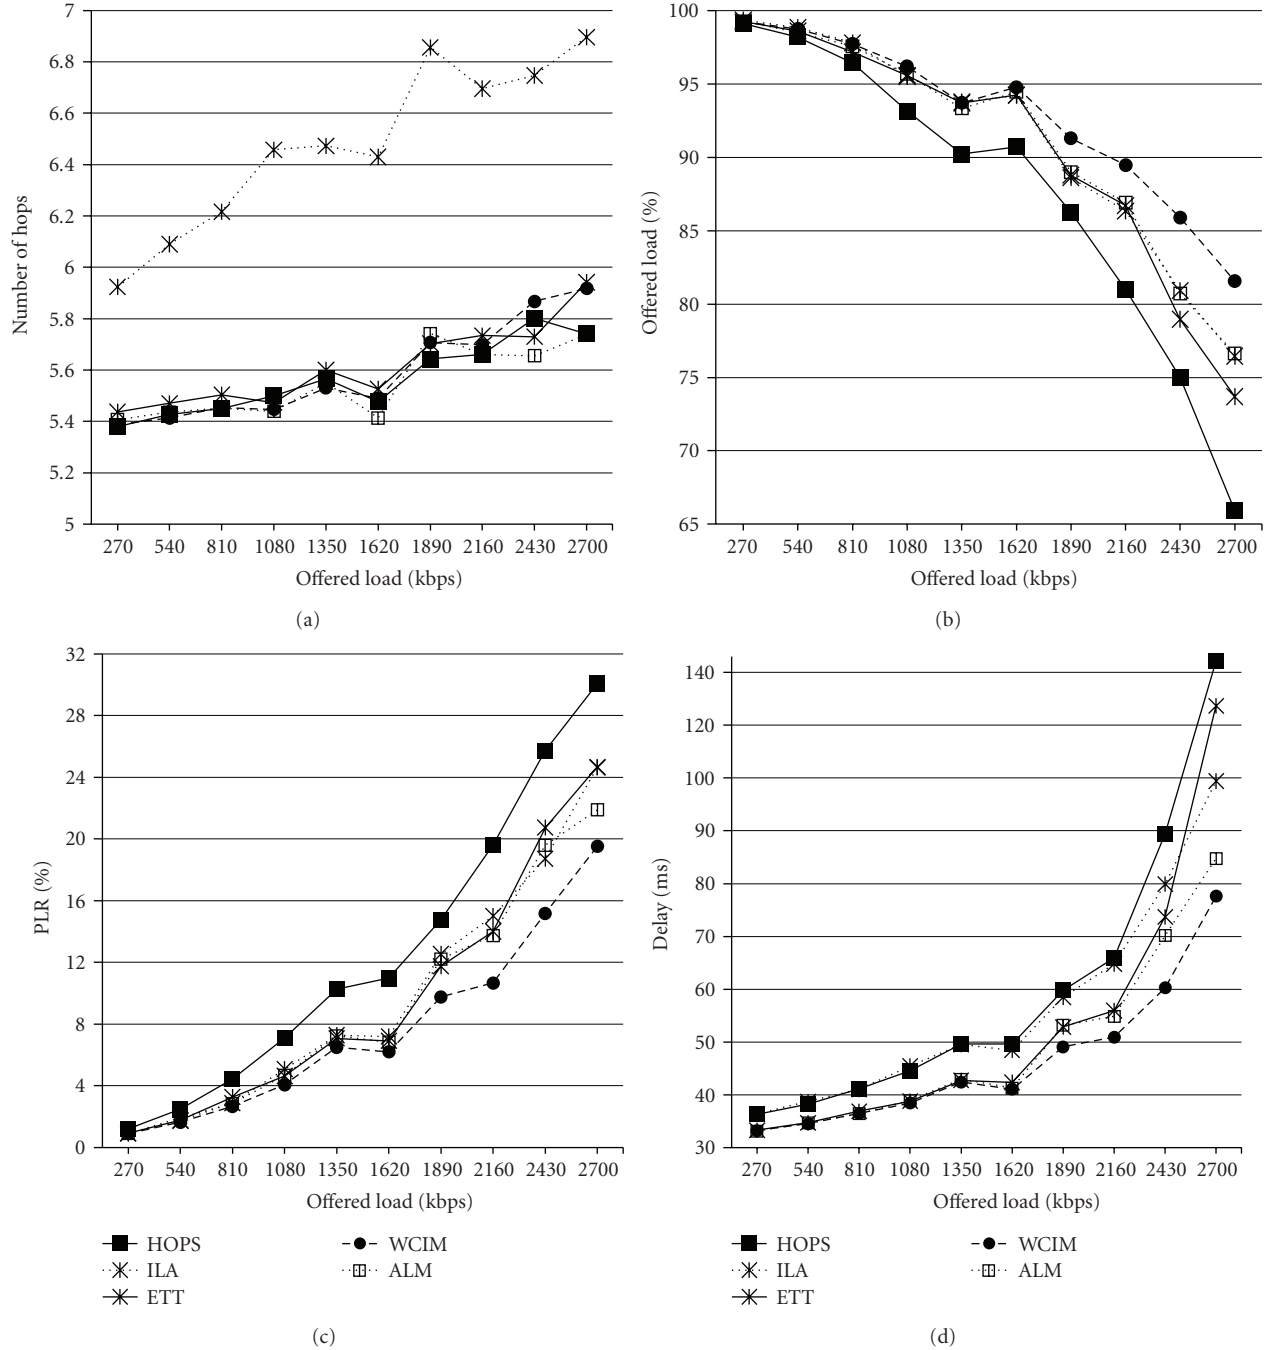 7
6.8
6.6
6.4
6.2
6
5.8
5.6
5.4
5.2
5
Number of hops
270 540 810 1080 1350 1620 1890 2160 2430 2700
Offered load (kbps)
(a)
100
95
90
85
80
75
70
65
Offered load (%)
270 540 810 1080 1350 1620 1890 2160 2430 2700
Offered load (kbps)
(b)
32
28
24
20
16
12
8
4
0
PLR (%)
270 540 810 1080 1350 1620 1890 2160 2430 2700
Offered load (kbps)
HOPS
ILA
ETT
WCIM
ALM
(c)
140
120
100
90
80
70
60
50
40
30
Delay (ms)
270 540 810 1080 1350 1620 1890 2160 2430 2700
Offered load (kbps)
HOPS
ILA
ETT
WCIM
ALM
(d)